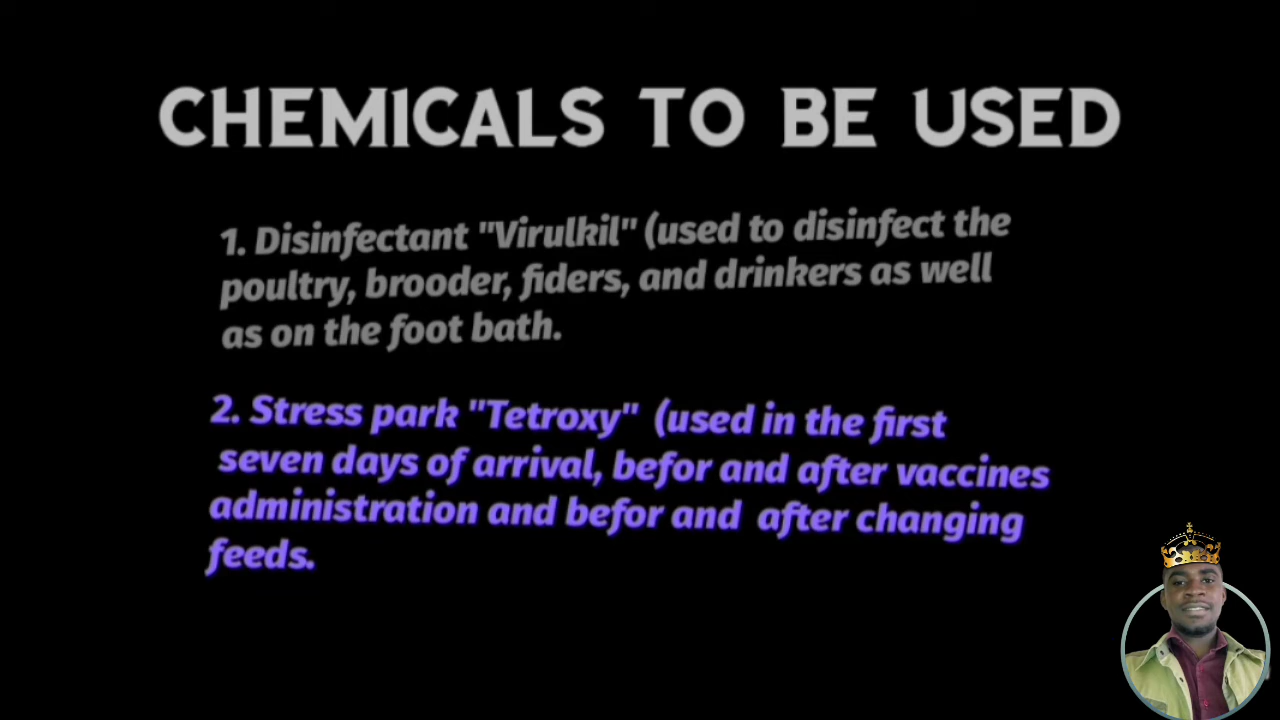 CHEMICALS TO BE USED
1. Disinfectant "Virulkil" (used to disinfect the
poultry, brooder, fiders, and drinkers as well
as on the foot bath.
2. Stress park "Tetroxy" (used in the first
seven days of arrival, befor and after vaccines
administration and befor and after changing
feeds.